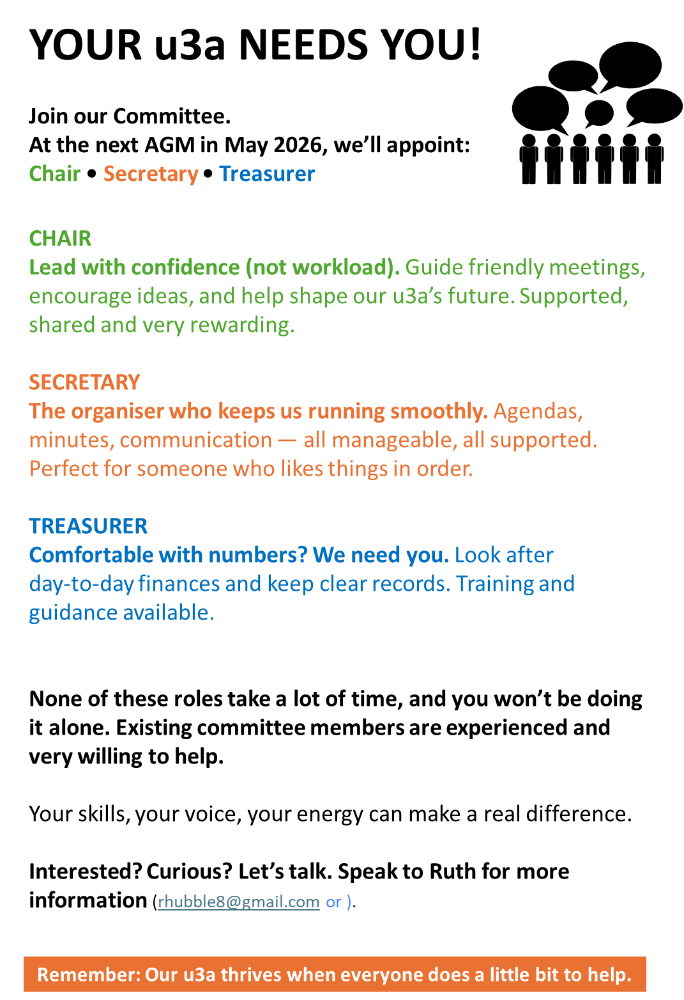 YOUR u3a NEEDS YOU!
Join our Committee.
At the next AGM in May 2026, we’ll appoint:
Chair • Secretary • Treasurer
CHAIR
Lead with confidence (not workload). Guide friendly meetings,
encourage ideas, and help shape our u3a’s future. Supported,
shared and very rewarding.
SECRETARY
The organiser who keeps us running smoothly. Agendas,
minutes, communication — all manageable, all supported.
Perfect for someone who likes things in order.
TREASURER
Comfortable with numbers? We need you. Look after
day-to-day finances and keep clear records. Training and
guidance available.
None of these roles take a lot of time, and you won’t be doing
it alone. Existing committee members are experienced and
very willing to help.
Your skills, your voice, your energy can make a real difference.
Interested? Curious? Let’s talk. Speak to Ruth for more
information (rhubble8@gmail.com or ).
Remember: Our u3a thrives when everyone does a little bit to help.